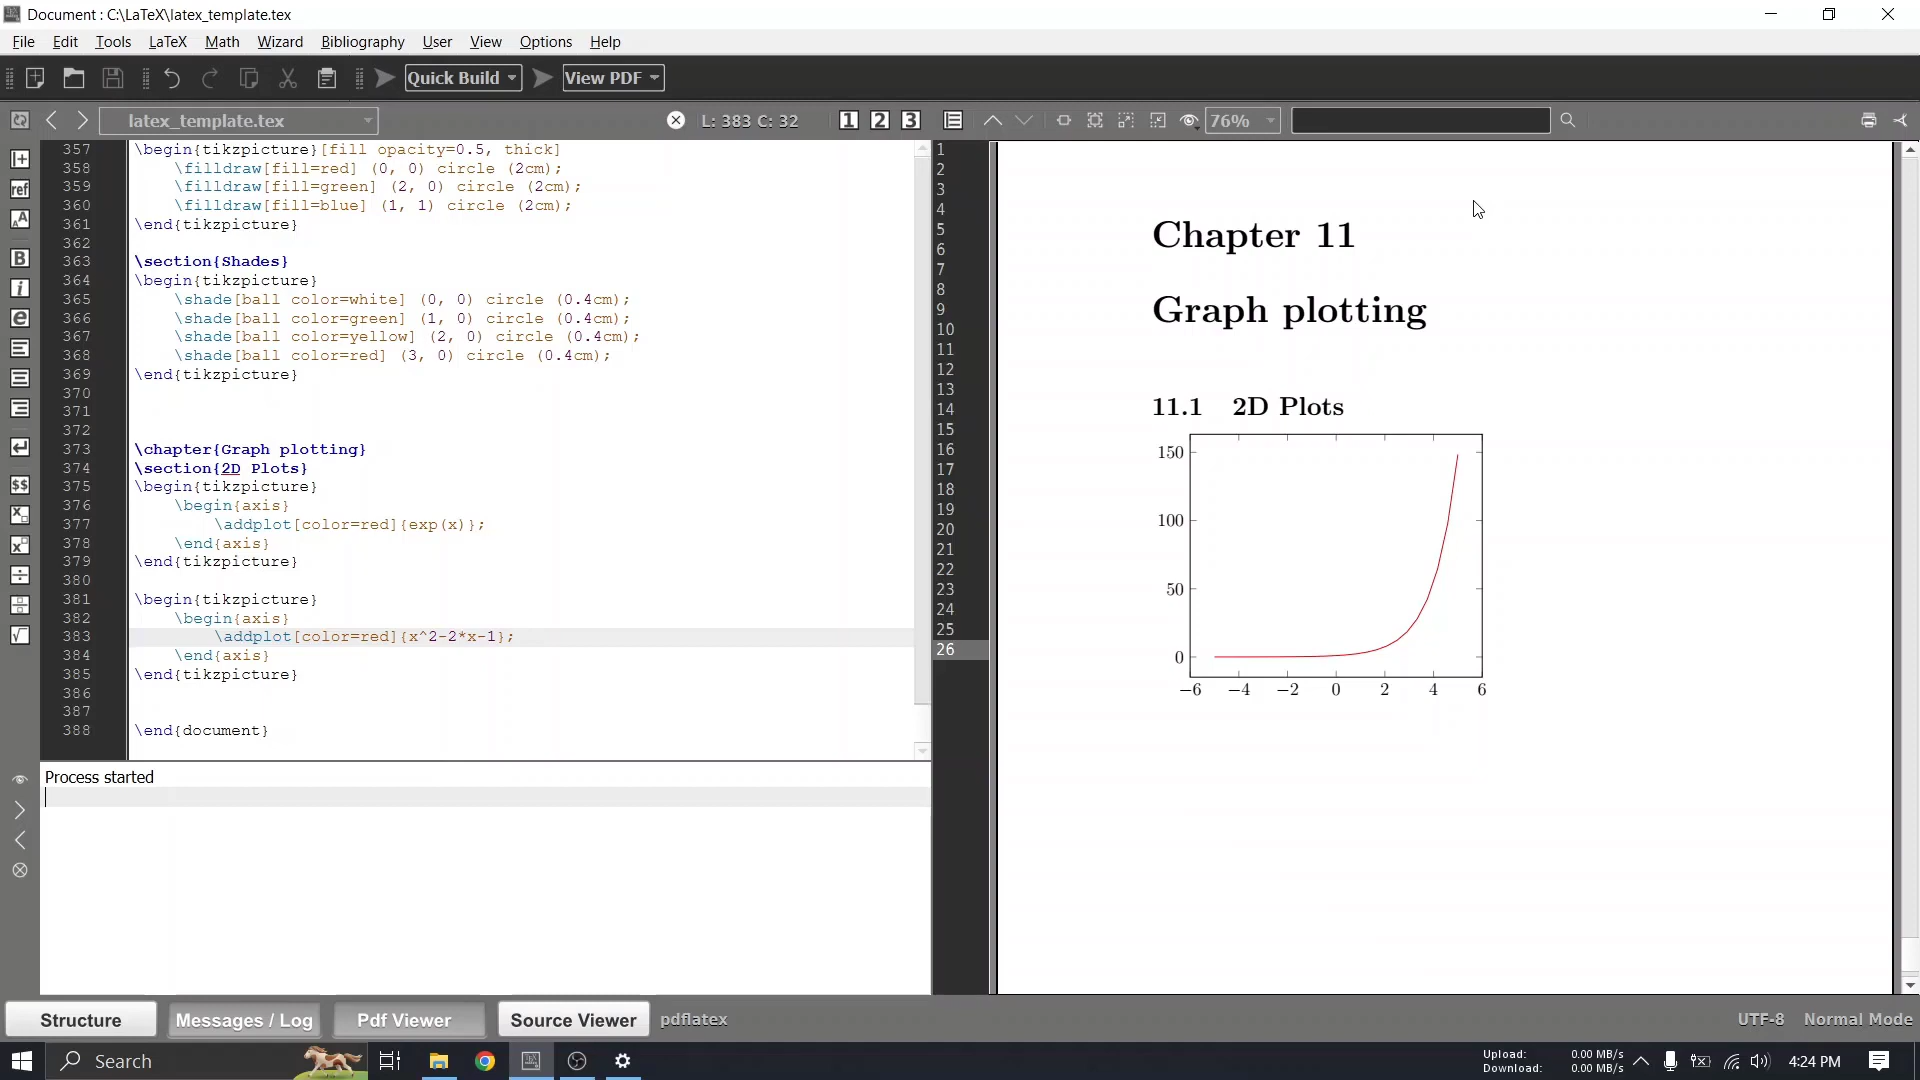 Document : C:\LaTeX\latex_template.tex
File Edit Tools LaTeX Math Wizard Bibliography User View Options Help
Quick Build View PDF
latex_template.tex L: 383 C: 32 1 2 3 76%
357 \begin{tikzpicture}[fill opacity=0.5, thick]
358 \filldraw[fill=red] (0, 0) circle (2cm);
359 \filldraw[fill=green] (2, 0) circle (2cm);
360 \filldraw[fill=blue] (1, 1) circle (2cm);
361 \end{tikzpicture}
362
363 \section{Shades}
364 \begin{tikzpicture}
365 \shade[ball color=white] (0, 0) circle (0.4cm);
366 \shade[ball color=green] (1, 0) circle (0.4cm);
367 \shade[ball color=yellow] (2, 0) circle (0.4cm);
368 \shade[ball color=red] (3, 0) circle (0.4cm);
369 \end{tikzpicture}
370
371
372
373 \chapter{Graph plotting}
374 \section{2D Plots}
375 \begin{tikzpicture}
376 \begin{axis}
377 \addplot[color=red]{exp(x)};
378 \end{axis}
379 \end{tikzpicture}
380
381 \begin{tikzpicture}
382 \begin{axis}
383 \addplot[color=red]{x^2-2*x-1};
384 \end{axis}
385 \end{tikzpicture}
386
387
388 \end{document}
ref
A
B
i
e
$$
Process started
1
2
3
4
5
6
7
8
9
10
11
12
13
14
15
16
17
18
19
20
21
22
23
24
25
26
Chapter 11
Graph plotting
11.1 2D Plots
150
100
50
0
−6 −4 −2 0 2 4 6
Structure Messages / Log Pdf Viewer Source Viewer pdflatex UTF-8 Normal Mode
Search
Upload: 0.00 MB/s
Download: 0.00 MB/s
4:24 PM